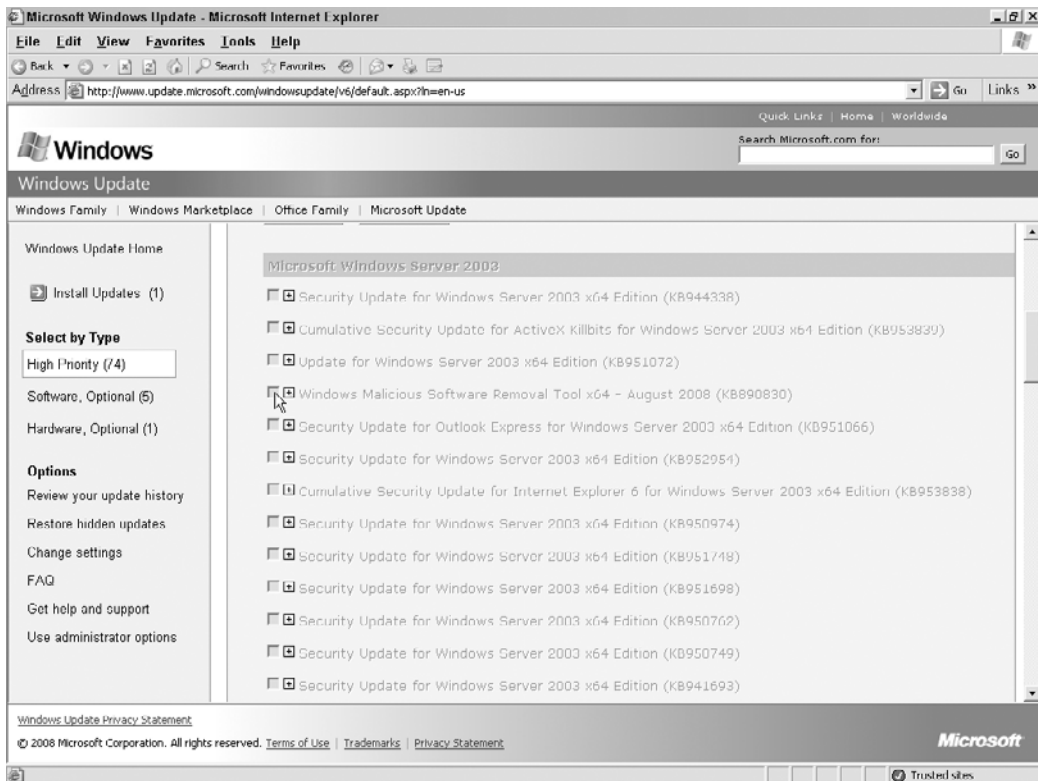 Microsoft Windows Update - Microsoft Internet Explorer
File Edit View Favorites Tools Help
Back Search Favorites
Address http://www.update.microsoft.com/windowsupdate/v6/default.aspx?ln=en-us Go Links »
Quick Links | Home | Worldwide
Windows
Search Microsoft.com for:
Go
Windows Update
Windows Family | Windows Marketplace | Office Family | Microsoft Update
Windows Update Home
Install Updates (1)
Select by Type
High Priority (74)
Software, Optional (5)
Hardware, Optional (1)
Options
Review your update history
Restore hidden updates
Change settings
FAQ
Get help and support
Use administrator options
Microsoft Windows Server 2003
Security Update for Windows Server 2003 x64 Edition (KB944338)
Cumulative Security Update for ActiveX Killbits for Windows Server 2003 x64 Edition (KB953839)
Update for Windows Server 2003 x64 Edition (KB951072)
Windows Malicious Software Removal Tool x64 - August 2008 (KB890830)
Security Update for Outlook Express for Windows Server 2003 x64 Edition (KB951066)
Security Update for Windows Server 2003 x64 Edition (KB952954)
Cumulative Security Update for Internet Explorer 6 for Windows Server 2003 x64 Edition (KB953838)
Security Update for Windows Server 2003 x64 Edition (KB950974)
Security Update for Windows Server 2003 x64 Edition (KB951748)
Security Update for Windows Server 2003 x64 Edition (KB951698)
Security Update for Windows Server 2003 x64 Edition (KB950762)
Security Update for Windows Server 2003 x64 Edition (KB950749)
Security Update for Windows Server 2003 x64 Edition (KB941693)
Windows Update Privacy Statement
© 2008 Microsoft Corporation. All rights reserved. Terms of Use | Trademarks | Privacy Statement
Microsoft
Trusted sites